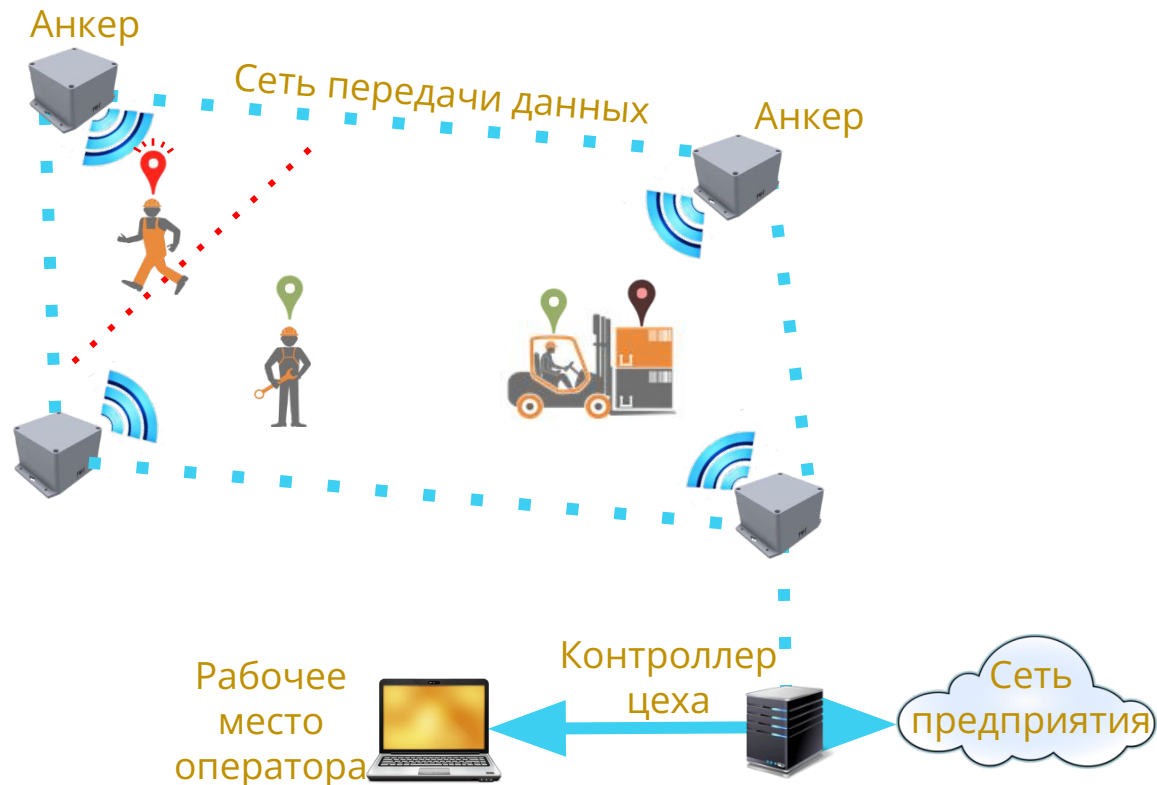 Анкер
Сеть передачи данных
Анкер
Контроллер
цеха
Рабочее
место
оператора
Сеть
предприятия